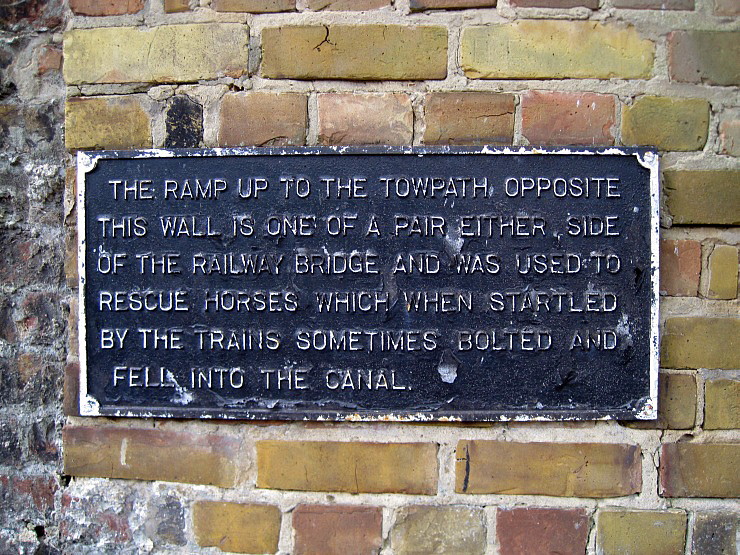 THE RAMP UP TO THE TOWPATH OPPOSITE
THIS WALL IS ONE OF A PAIR EITHER SIDE
OF THE RAILWAY BRIDGE AND WAS USED TO
RESCUE HORSES WHICH WHEN STARTLED
BY THE TRAINS SOMETIMES BOLTED AND
FELL INTO THE CANAL.